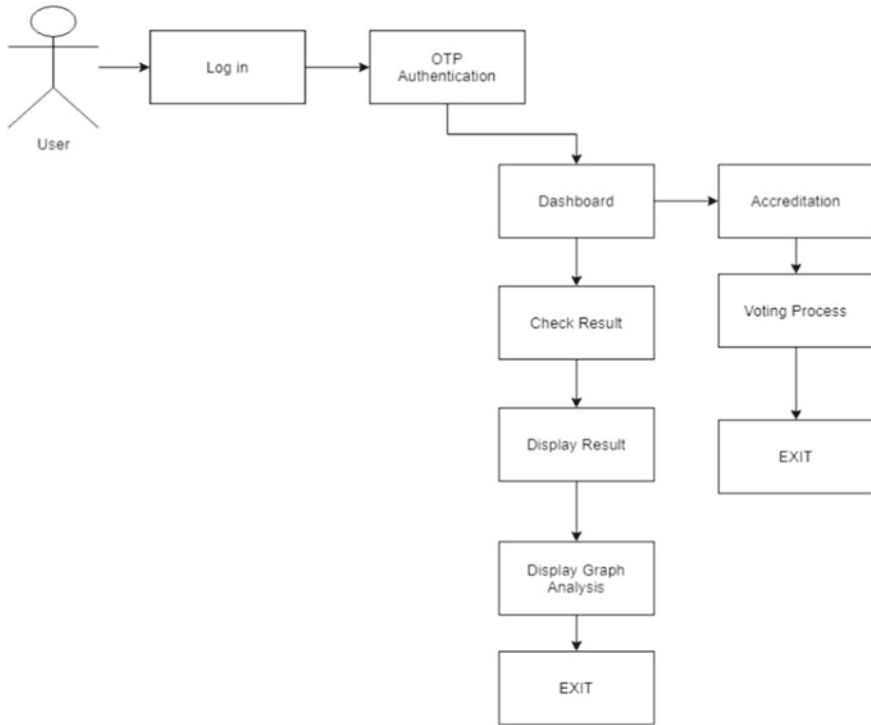 User
Log in
OTP
Authentication
Dashboard
Accreditation
Check Result
Voting Process
Display Result
EXIT
Display Graph
Analysis
EXIT